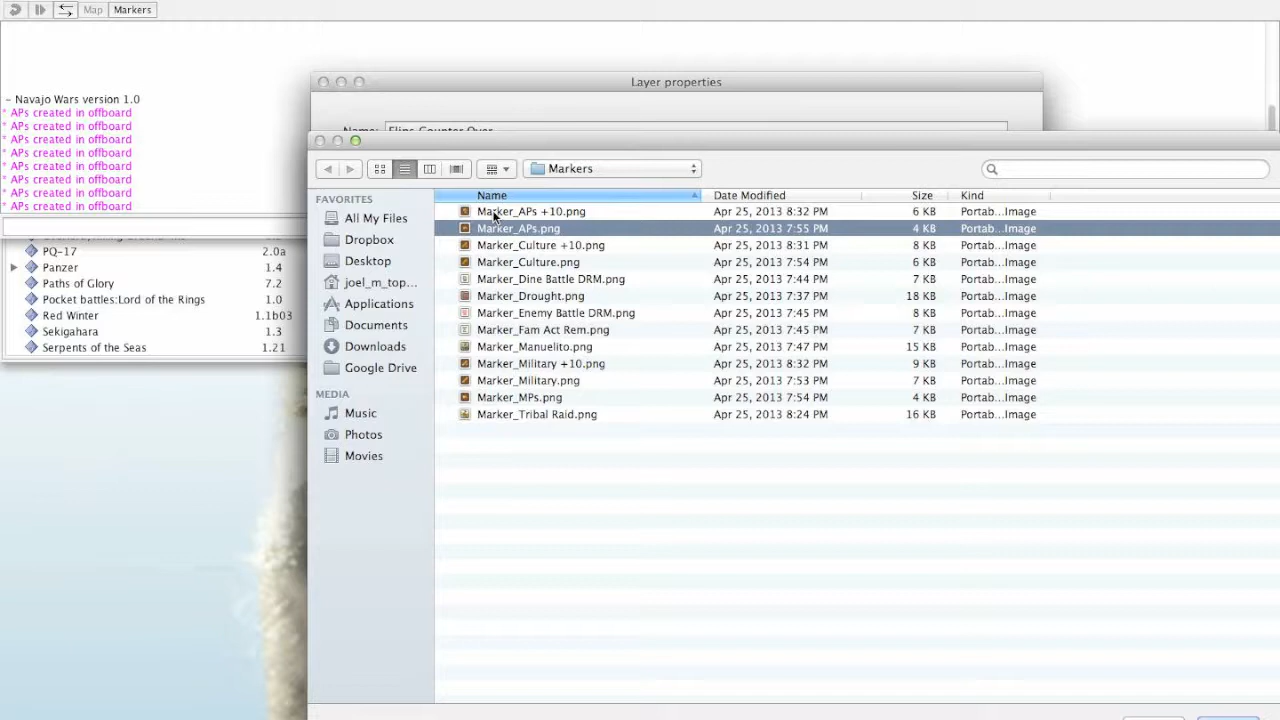 Map Markers
Layer properties
- Navajo Wars version 1.0
* APs created in offboard
* APs created in offboard
* APs created in offboard
* APs created in offboard
* APs created in offboard
* APs created in offboard
* APs created in offboard
* APs created in offboard
Name: Flips Counter Over
Markers
FAVORITES
All My Files
Dropbox
Desktop
joel_m_top...
Applications
Documents
Downloads
Google Drive
MEDIA
Music
Photos
Movies
Name Date Modified Size Kind
Marker_APs +10.png Apr 25, 2013 8:32 PM 6 KB Portab...Image
Marker_APs.png Apr 25, 2013 7:55 PM 4 KB Portab...Image
Marker_Culture +10.png Apr 25, 2013 8:31 PM 6 KB Portab...Image
Marker_Culture.png Apr 25, 2013 7:54 PM 6 KB Portab...Image
Marker_Dine Battle DRM.png Apr 25, 2013 7:44 PM 7 KB Portab...Image
Marker_Drought.png Apr 25, 2013 7:37 PM 18 KB Portab...Image
Marker_Enemy Battle DRM.png Apr 25, 2013 7:45 PM 8 KB Portab...Image
Marker_Fam Act Rem.png Apr 25, 2013 7:45 PM 7 KB Portab...Image
Marker_Manuelito.png Apr 25, 2013 7:47 PM 15 KB Portab...Image
Marker_Military +10.png Apr 25, 2013 8:32 PM 9 KB Portab...Image
Marker_Military.png Apr 25, 2013 7:53 PM 7 KB Portab...Image
Marker_MPs.png Apr 25, 2013 7:54 PM 4 KB Portab...Image
Marker_Tribal Raid.png Apr 25, 2013 8:24 PM 16 KB Portab...Image
PQ-17 2.0a
Panzer 1.4
Paths of Glory 7.2
Pocket battles:Lord of the Rings 1.0
Red Winter 1.1b03
Sekigahara 1.3
Serpents of the Seas 1.21